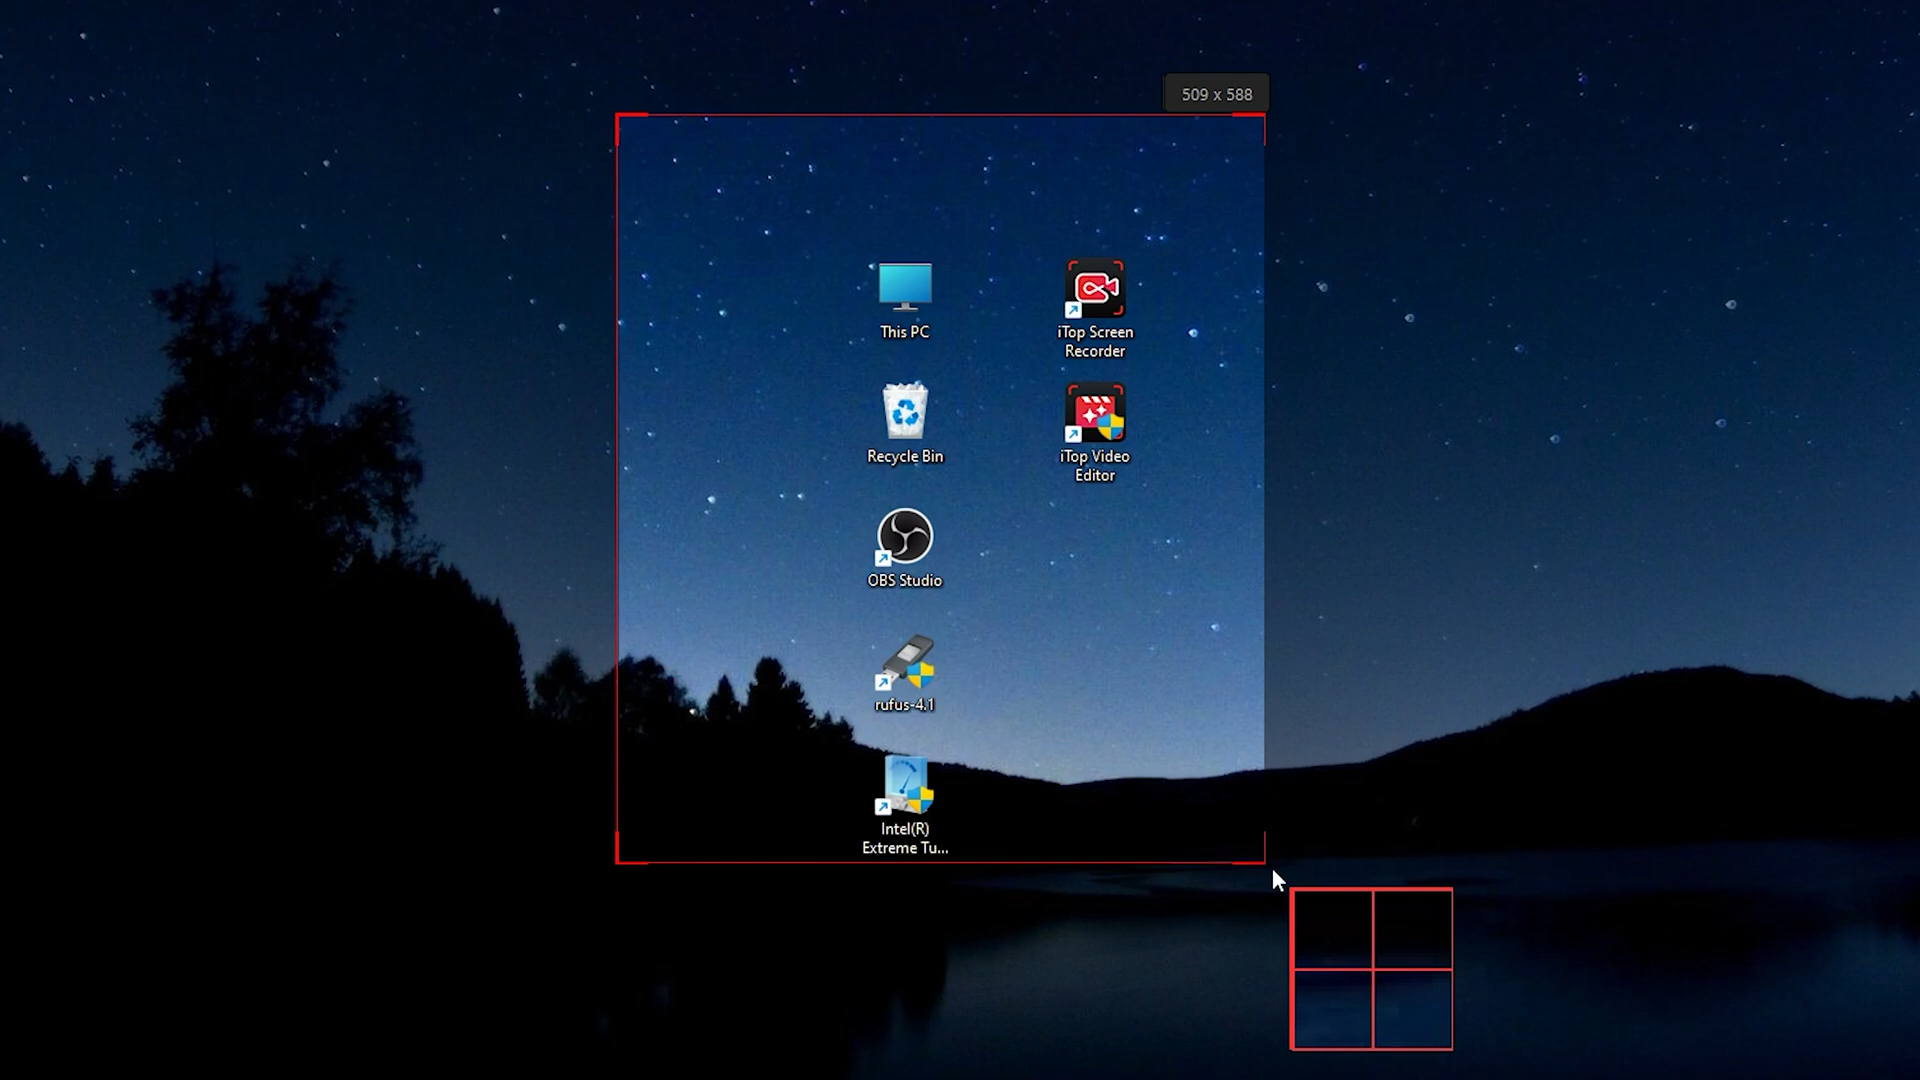 509 x 588
This PC
iTop Screen
Recorder
Recycle Bin
iTop Video
Editor
OBS Studio
rufus-4.1
Intel(R)
Extreme Tu...